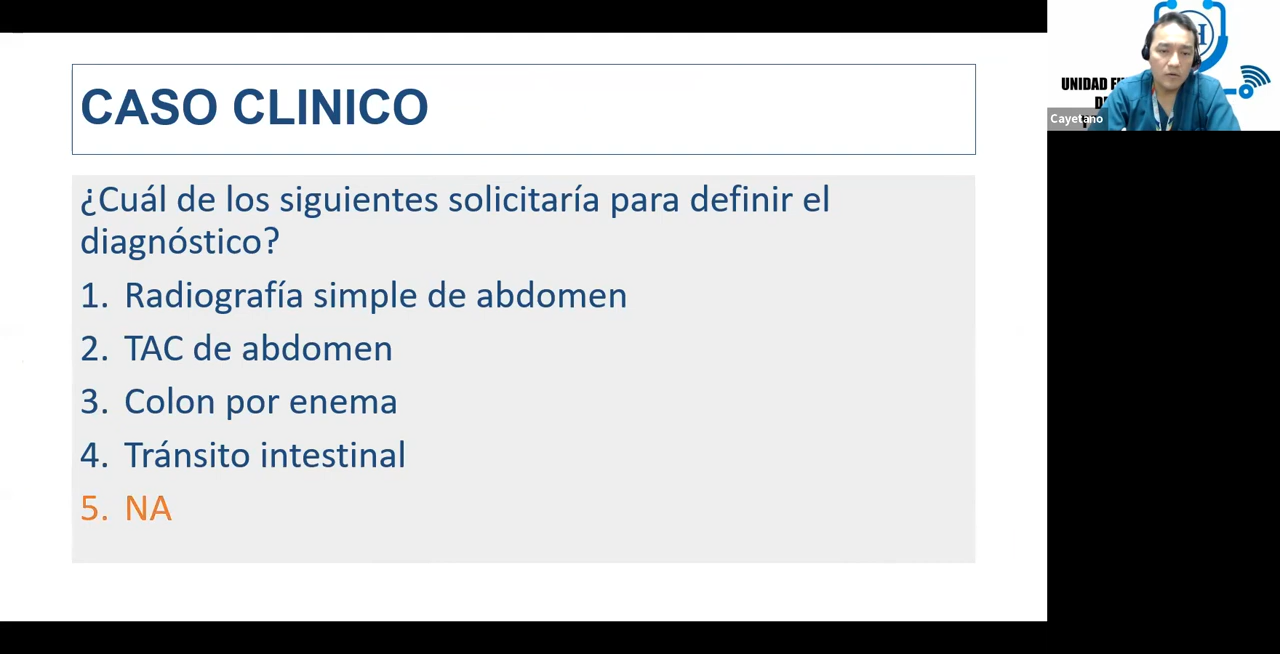 CASO CLINICO
¿Cuál de los siguientes solicitaría para definir el
diagnóstico?
1. Radiografía simple de abdomen
2. TAC de abdomen
3. Colon por enema
4. Tránsito intestinal
5. NA
UNIDAD
Cayetano